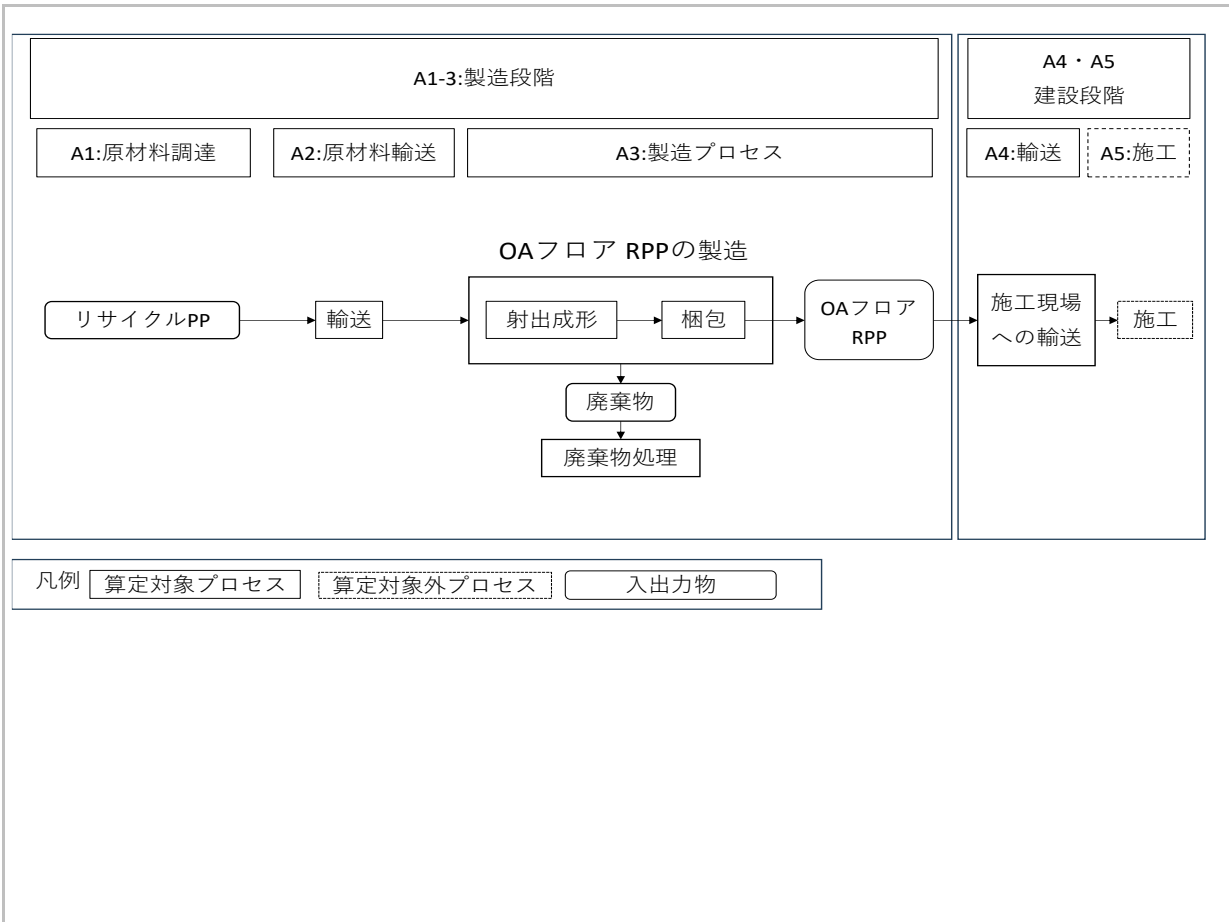 A1-3:製造段階
A4・A5
建設段階
A1:原材料調達
A2:原材料輸送
A3:製造プロセス
A4:輸送
A5:施工
OAフロア RPPの製造
リサイクルPP
輸送
射出成形
梱包
OAフロア
RPP
施工現場
への輸送
施工
廃棄物
廃棄物処理
凡例
算定対象プロセス
算定対象外プロセス
入出力物